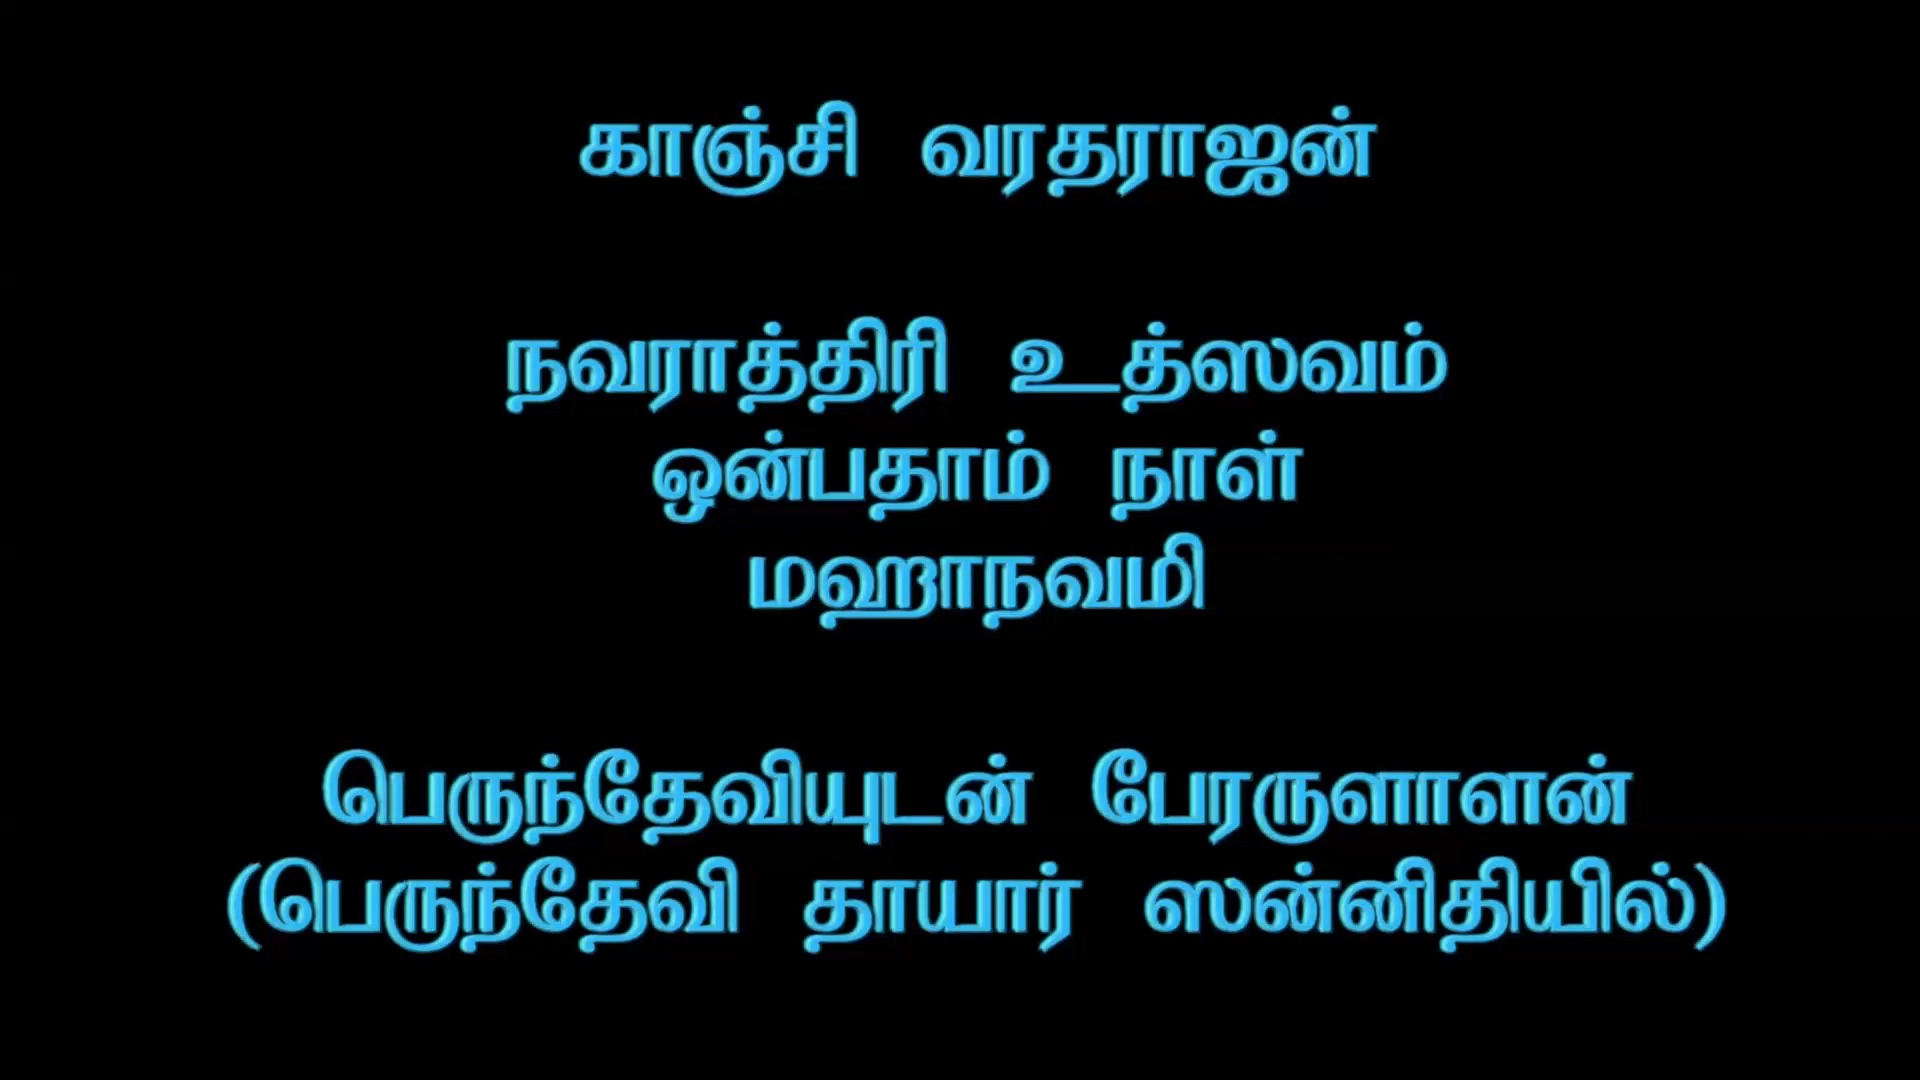 காஞ்சி வரதராஜன்
நவராத்திரி உத்ஸவம்
ஒன்பதாம் நாள்
மஹாநவமி
பெருந்தேவியுடன் பேரருளாளன்
(பெருந்தேவி தாயார் ஸன்னிதியில்)